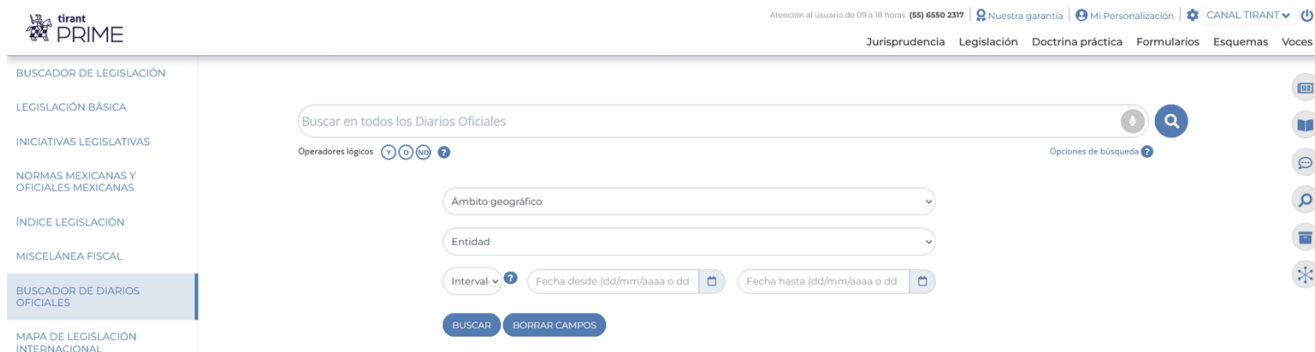 tirant
PRIME
Atención al usuario de 09 a 18 horas (55) 6550 2317 Nuestra garantía Mi Personalización CANAL TIRANT
Jurisprudencia Legislación Doctrina práctica Formularios Esquemas Voces
BUSCADOR DE LEGISLACIÓN
LEGISLACIÓN BÁSICA
INICIATIVAS LEGISLATIVAS
NORMAS MEXICANAS Y
OFICIALES MEXICANAS
ÍNDICE LEGISLACIÓN
MISCELÁNEA FISCAL
BUSCADOR DE DIARIOS
OFICIALES
MAPA DE LEGISLACIÓN
INTERNACIONAL
Buscar en todos los Diarios Oficiales
Operadores lógicos Y O NO ? Opciones de búsqueda ?
Ámbito geográfico
Entidad
Interval ? Fecha desde (dd/mm/aaaa o dd Fecha hasta (dd/mm/aaaa o dd
BUSCAR BORRAR CAMPOS